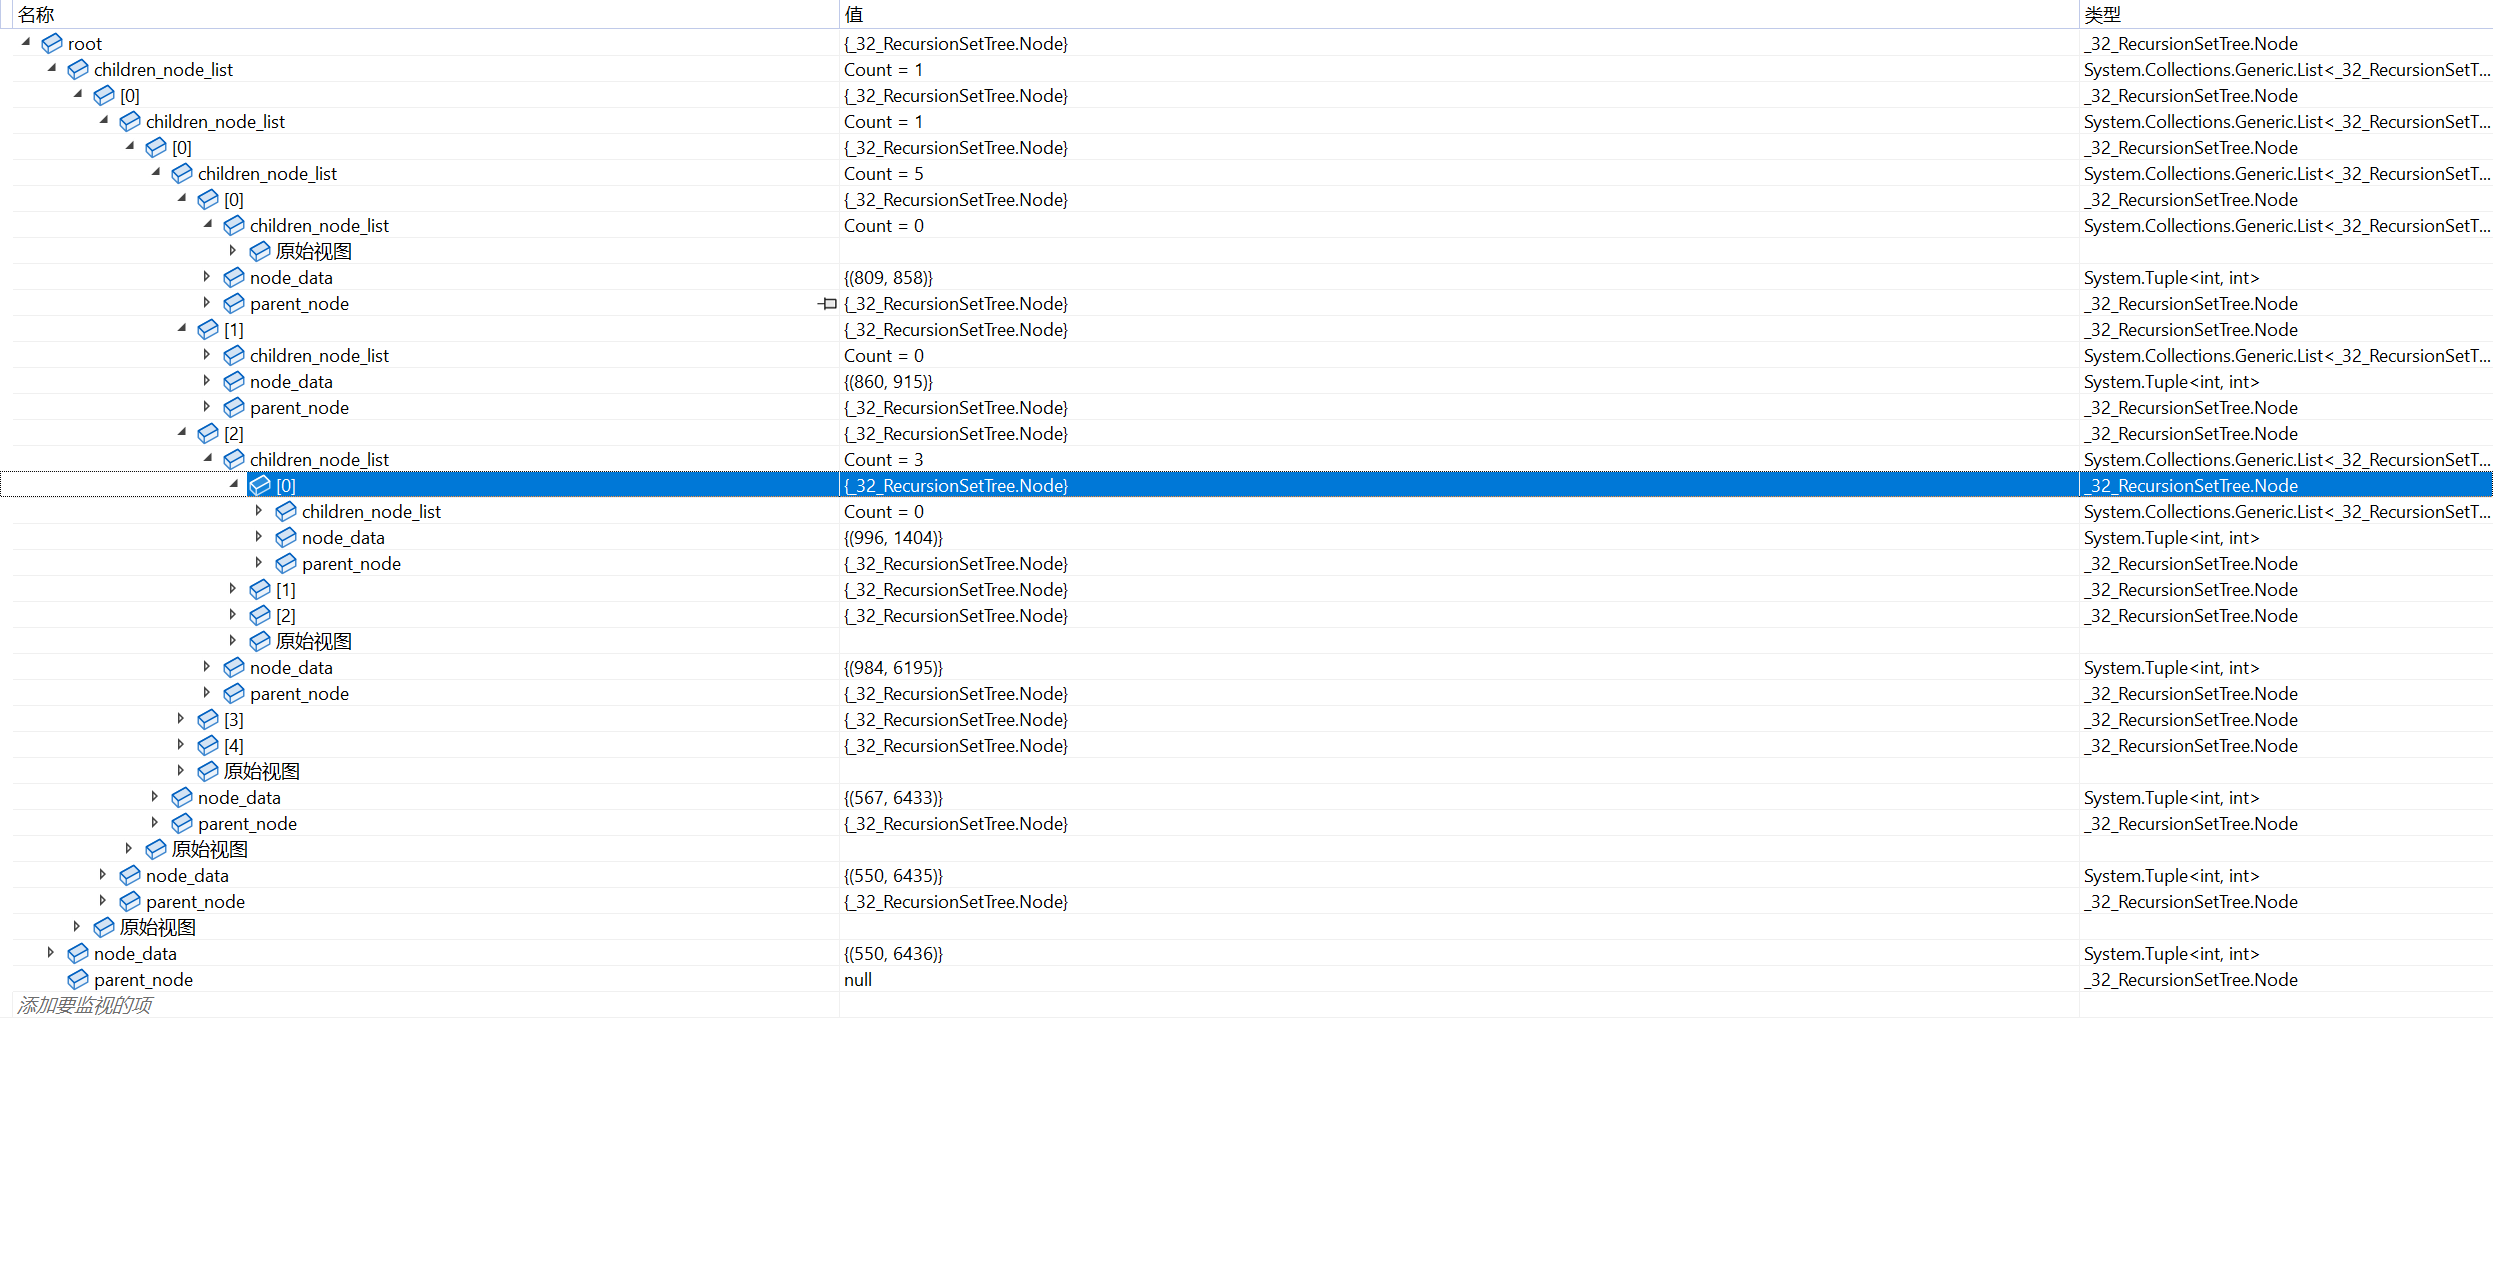 名称 值 类型
root {_32_RecursionSetTree.Node} _32_RecursionSetTree.Node
children_node_list Count = 1 System.Collections.Generic.List<_32_RecursionSetT...
[0] {_32_RecursionSetTree.Node} _32_RecursionSetTree.Node
children_node_list Count = 1 System.Collections.Generic.List<_32_RecursionSetT...
[0] {_32_RecursionSetTree.Node} _32_RecursionSetTree.Node
children_node_list Count = 5 System.Collections.Generic.List<_32_RecursionSetT...
[0] {_32_RecursionSetTree.Node} _32_RecursionSetTree.Node
children_node_list Count = 0 System.Collections.Generic.List<_32_RecursionSetT...
原始视图
node_data {(809, 858)} System.Tuple<int, int>
parent_node {_32_RecursionSetTree.Node} _32_RecursionSetTree.Node
[1] {_32_RecursionSetTree.Node} _32_RecursionSetTree.Node
children_node_list Count = 0 System.Collections.Generic.List<_32_RecursionSetT...
node_data {(860, 915)} System.Tuple<int, int>
parent_node {_32_RecursionSetTree.Node} _32_RecursionSetTree.Node
[2] {_32_RecursionSetTree.Node} _32_RecursionSetTree.Node
children_node_list Count = 3 System.Collections.Generic.List<_32_RecursionSetT...
[0] {_32_RecursionSetTree.Node} _32_RecursionSetTree.Node
children_node_list Count = 0 System.Collections.Generic.List<_32_RecursionSetT...
node_data {(996, 1404)} System.Tuple<int, int>
parent_node {_32_RecursionSetTree.Node} _32_RecursionSetTree.Node
[1] {_32_RecursionSetTree.Node} _32_RecursionSetTree.Node
[2] {_32_RecursionSetTree.Node} _32_RecursionSetTree.Node
原始视图
node_data {(984, 6195)} System.Tuple<int, int>
parent_node {_32_RecursionSetTree.Node} _32_RecursionSetTree.Node
[3] {_32_RecursionSetTree.Node} _32_RecursionSetTree.Node
[4] {_32_RecursionSetTree.Node} _32_RecursionSetTree.Node
原始视图
node_data {(567, 6433)} System.Tuple<int, int>
parent_node {_32_RecursionSetTree.Node} _32_RecursionSetTree.Node
原始视图
node_data {(550, 6435)} System.Tuple<int, int>
parent_node {_32_RecursionSetTree.Node} _32_RecursionSetTree.Node
原始视图
node_data {(550, 6436)} System.Tuple<int, int>
parent_node null _32_RecursionSetTree.Node
添加要监视的项